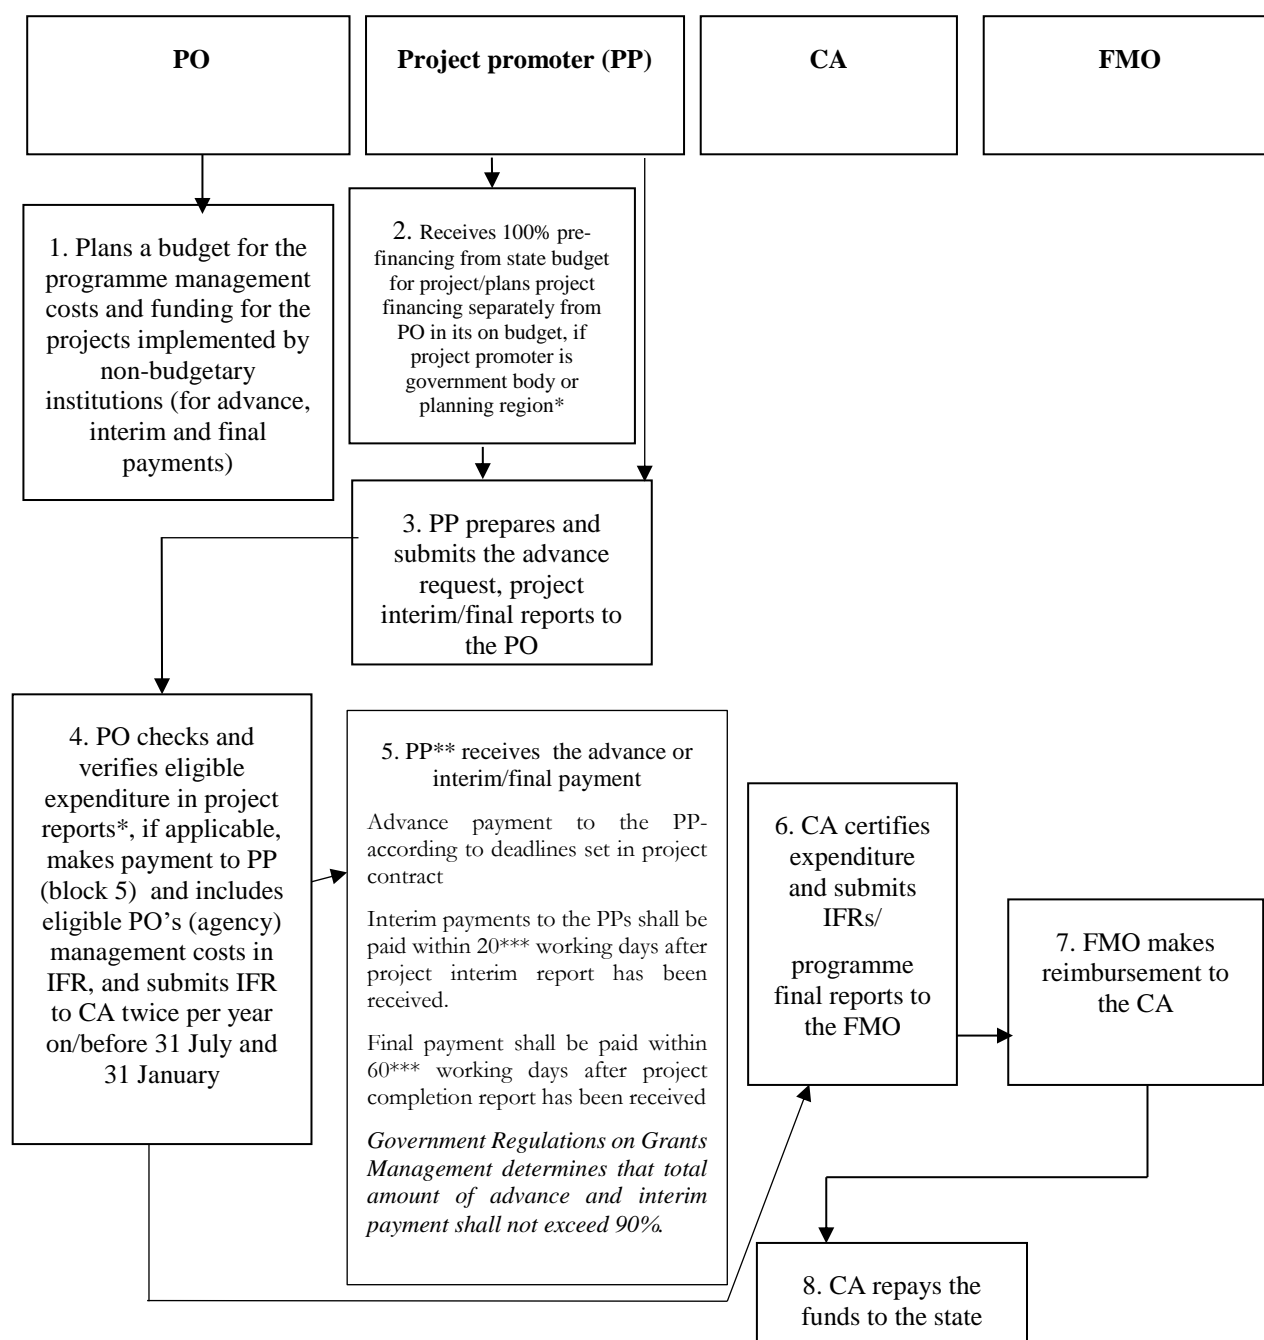 PO
Project promoter (PP)
CA
FMO
1. Plans a budget for the
programme management
costs and funding for the
projects implemented by
non-budgetary
institutions (for advance,
interim and final
payments)
2. Receives 100% pre-
financing from state budget
for project/plans project
financing separately from
PO in its on budget, if
project promoter is
government body or
planning region*
3. PP prepares and
submits the advance
request, project
interim/final reports to
the PO
4. PO checks and
verifies eligible
expenditure in project
reports*, if applicable,
makes payment to PP
(block 5) and includes
eligible PO’s (agency)
management costs in
IFR, and submits IFR
to CA twice per year
on/before 31 July and
31 January
5. PP** receives the advance or
interim/final payment
Advance payment to the PP-
according to deadlines set in project
contract
Interim payments to the PPs shall be
paid within 20*** working days after
project interim report has been
received.
Final payment shall be paid within
60*** working days after project
completion report has been received
Government Regulations on Grants
Management determines that total
amount of advance and interim
payment shall not exceed 90%.
6. CA certifies
expenditure
and submits
IFRs/
programme
final reports to
the FMO
7. FMO makes
reimbursement to
the CA
8. CA repays the
funds to the state